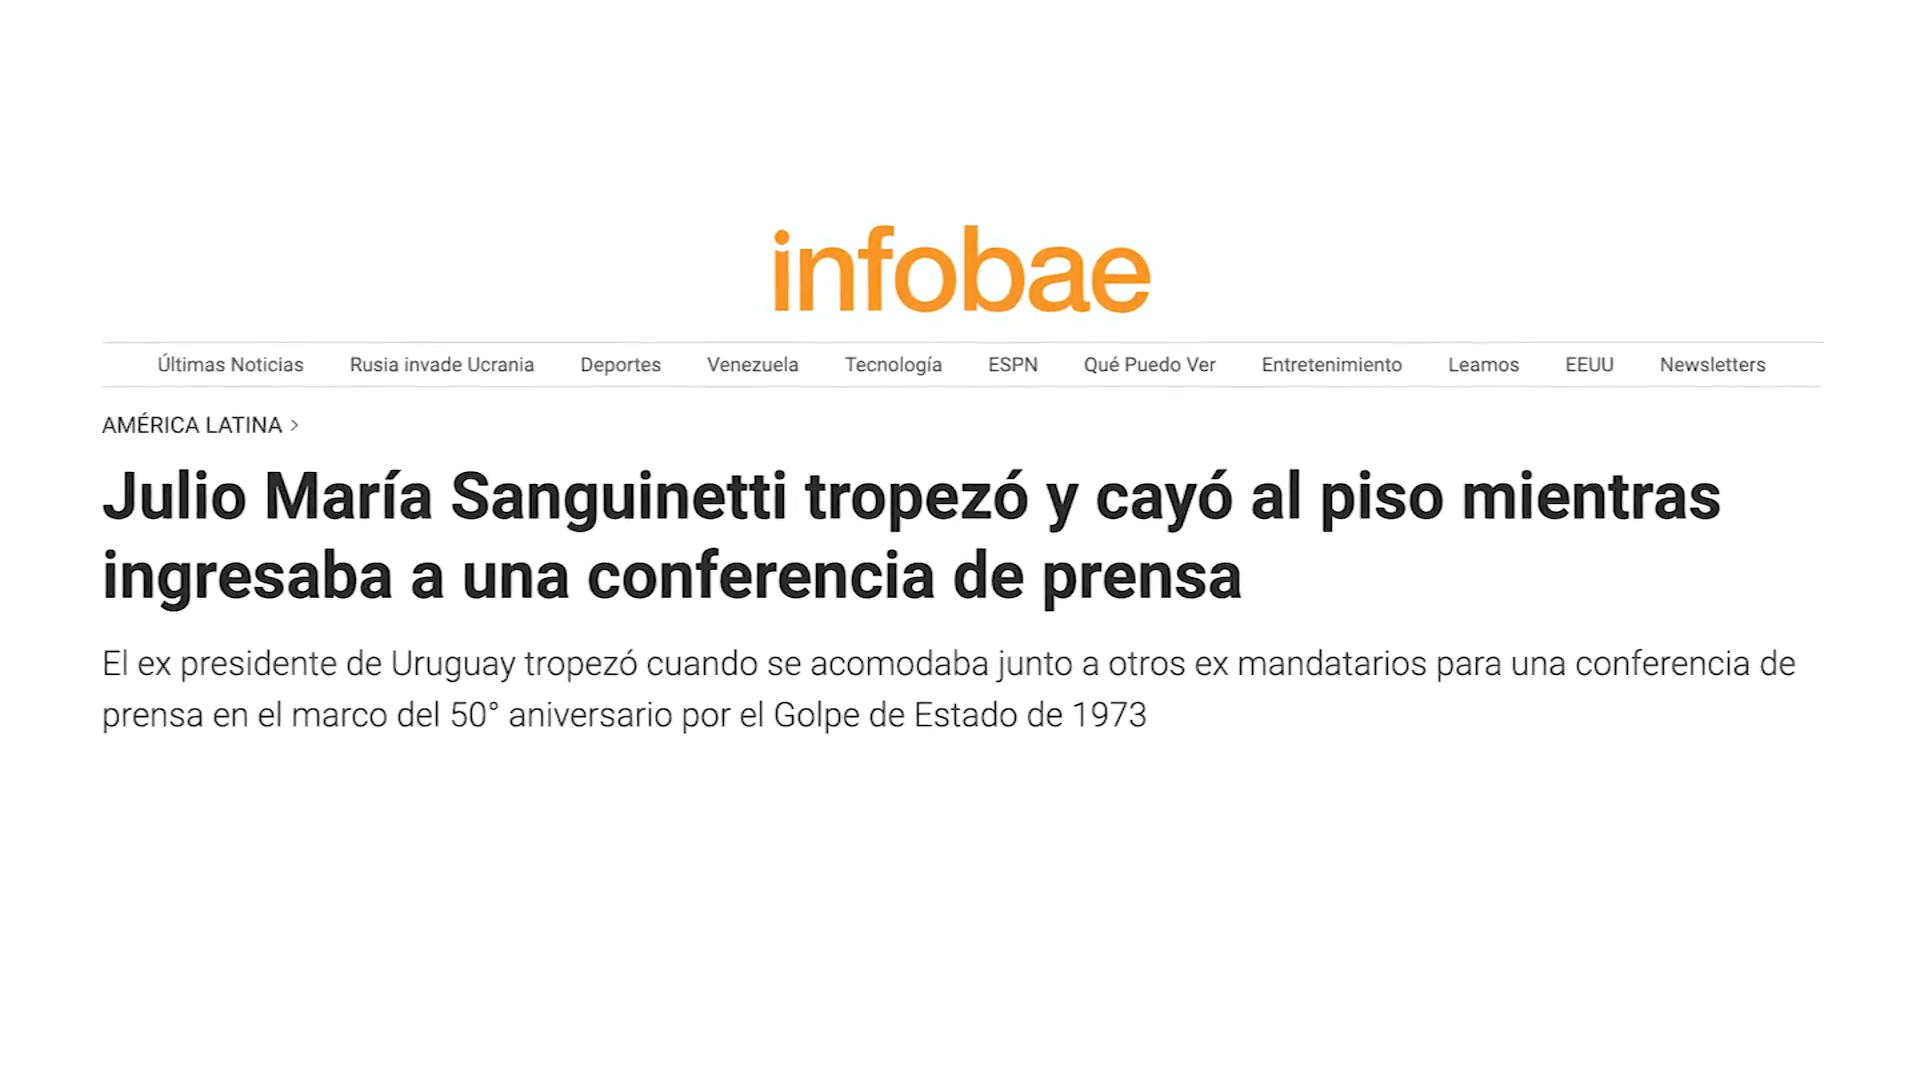 infobae
Últimas Noticias Rusia invade Ucrania Deportes Venezuela Tecnología ESPN Qué Puedo Ver Entretenimiento Leamos EEUU Newsletters
AMÉRICA LATINA >
Julio María Sanguinetti tropezó y cayó al piso mientras
ingresaba a una conferencia de prensa
El ex presidente de Uruguay tropezó cuando se acomodaba junto a otros ex mandatarios para una conferencia de
prensa en el marco del 50° aniversario por el Golpe de Estado de 1973